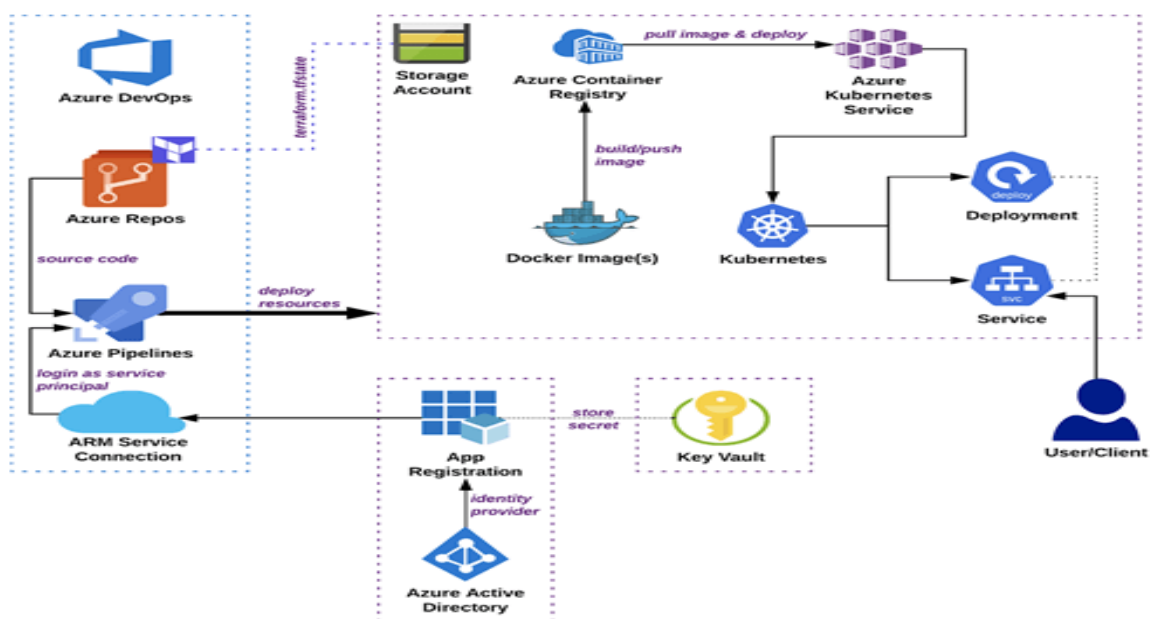 Azure DevOps
terraform.tfstate
Azure Repos
source code
Azure Pipelines
login as service
principal
ARM Service
Connection
deploy
resources
Storage
Account
Azure Container
Registry
pull image & deploy
Azure
Kubernetes
Service
build/push
image
Docker Image(s)
Kubernetes
deploy
Deployment
svc
Service
User/Client
App
Registration
store
secret
Key Vault
identity
provider
Azure Active
Directory